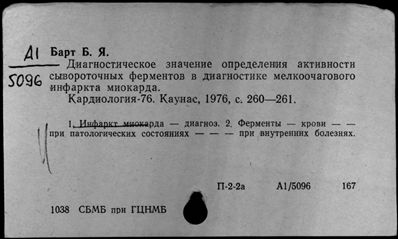 А1
5096
Барт Б. Я.
Диагностическое значение определения активности
сывороточных ферментов в диагностике мелкоочагового
инфаркта миокарда.
Кардиология-76. Каунас, 1976, с. 260—261.
1. Инфаркт миокарда — диагноз. 2. Ферменты — крови — —
при патологических состояниях — — — при внутренних болезнях.
П-2-2а А1/5096 167
1038 СБМБ при ГЦНМБ